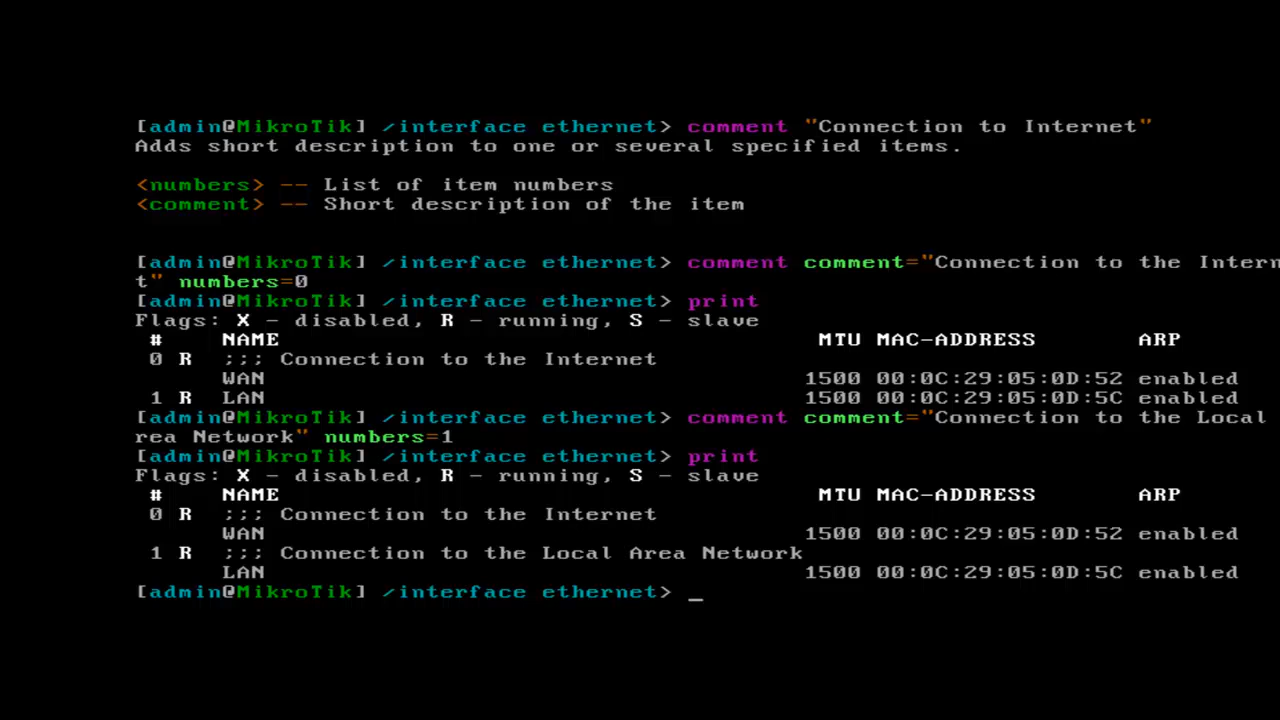 [admin@MikroTik] /interface ethernet> comment "Connection to Internet"
Adds short description to one or several specified items.
<numbers> -- List of item numbers
<comment> -- Short description of the item
[admin@MikroTik] /interface ethernet> comment comment="Connection to the Intern
t" numbers=0
[admin@MikroTik] /interface ethernet> print
Flags: X - disabled, R - running, S - slave
# NAME MTU MAC-ADDRESS ARP
0 R ;;; Connection to the Internet
WAN 1500 00:0C:29:05:0D:52 enabled
1 R LAN 1500 00:0C:29:05:0D:5C enabled
[admin@MikroTik] /interface ethernet> comment comment="Connection to the Local
rea Network" numbers=1
[admin@MikroTik] /interface ethernet> print
Flags: X - disabled, R - running, S - slave
# NAME MTU MAC-ADDRESS ARP
0 R ;;; Connection to the Internet
WAN 1500 00:0C:29:05:0D:52 enabled
1 R ;;; Connection to the Local Area Network
LAN 1500 00:0C:29:05:0D:5C enabled
[admin@MikroTik] /interface ethernet> _